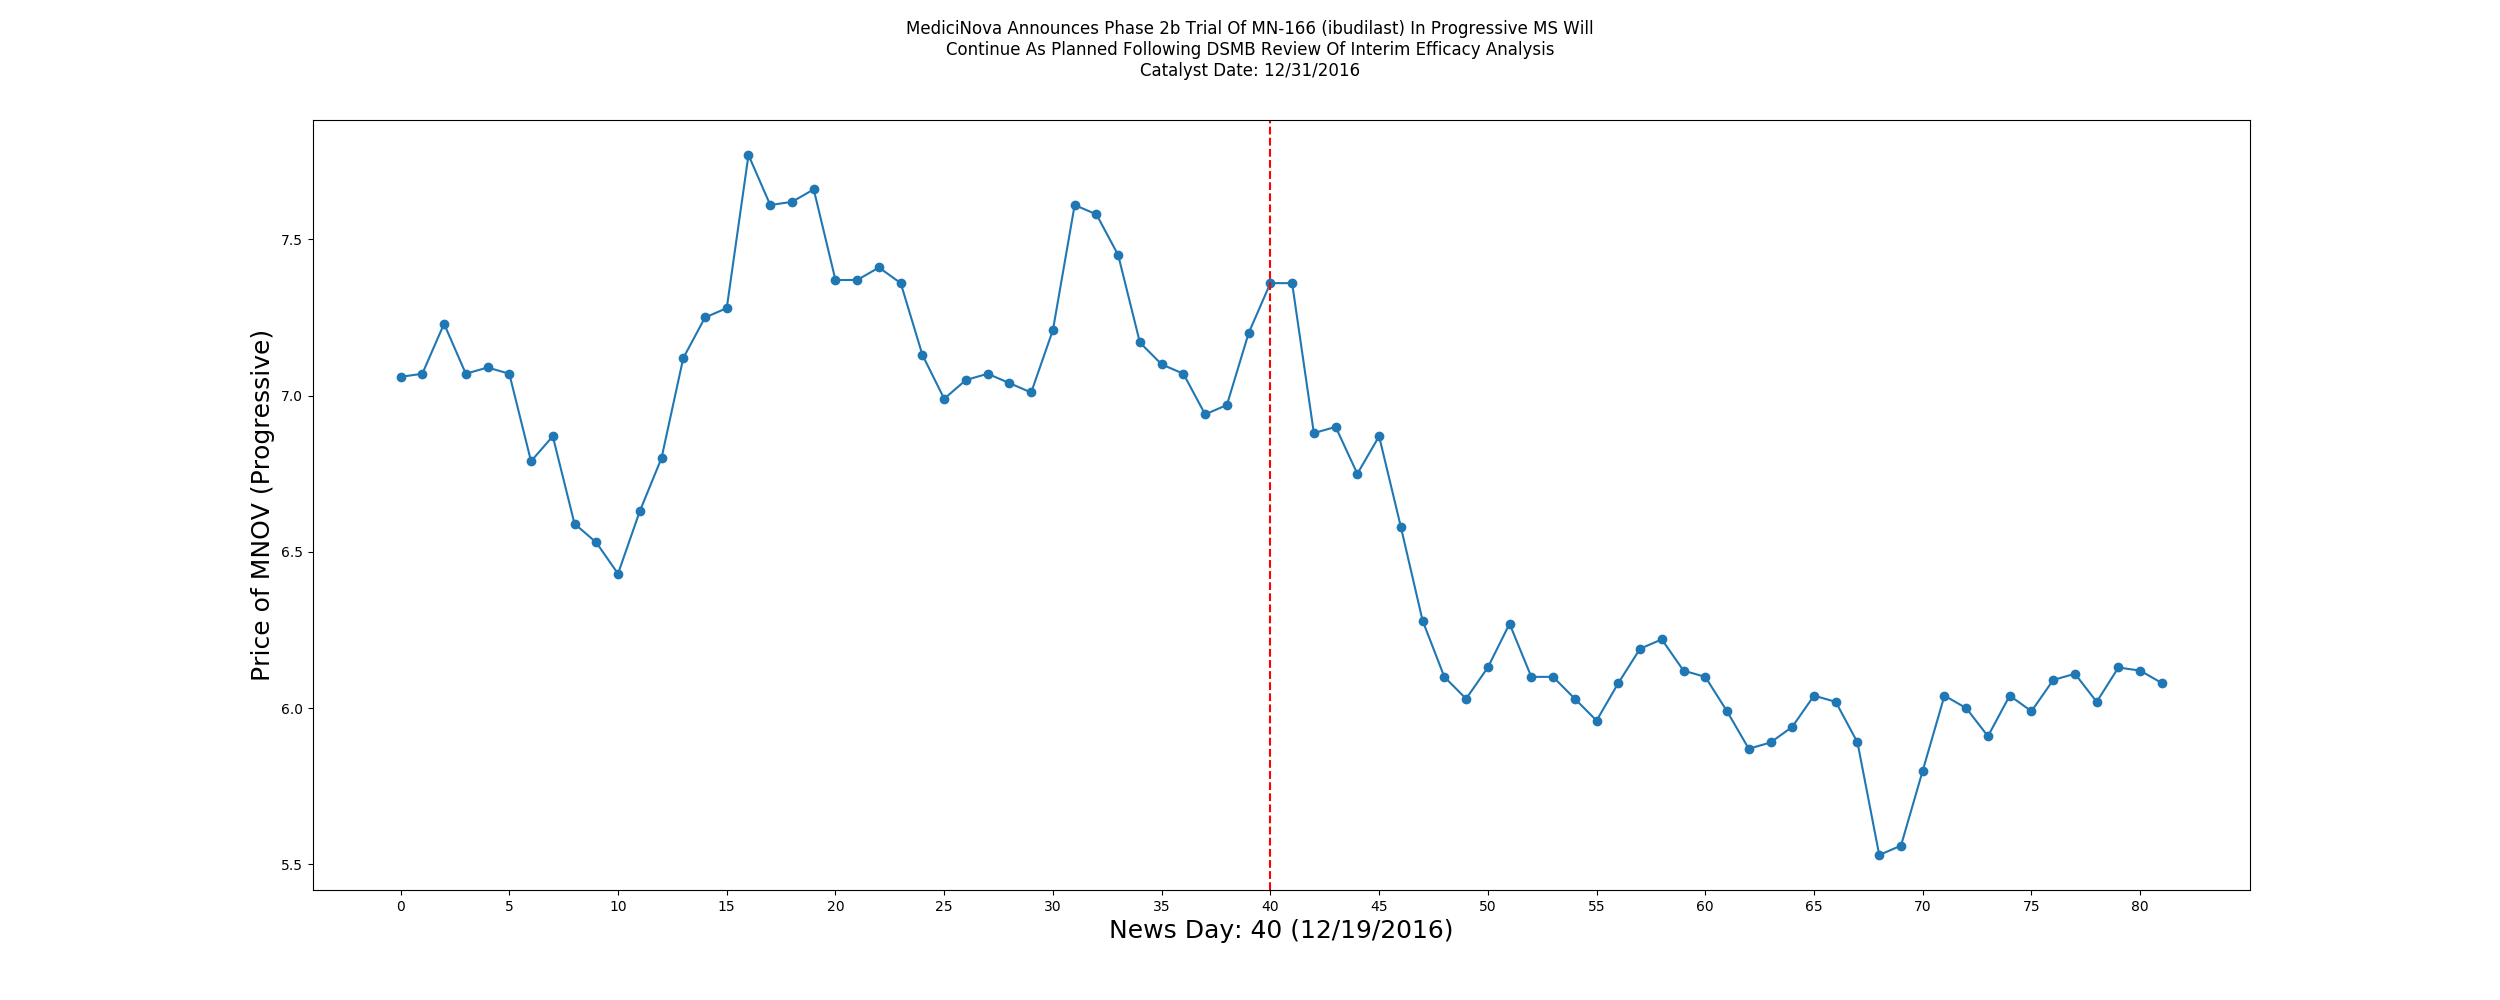 MediciNova Announces Phase 2b Trial Of MN-166 (ibudilast) In Progressive MS Will
Continue As Planned Following DSMB Review Of Interim Efficacy Analysis
Catalyst Date: 12/31/2016
Price of MNOV (Progressive)
7.5
7.0
6.5
6.0
5.5
0 5 10 15 20 25 30 35 40 45 50 55 60 65 70 75 80
News Day: 40 (12/19/2016)